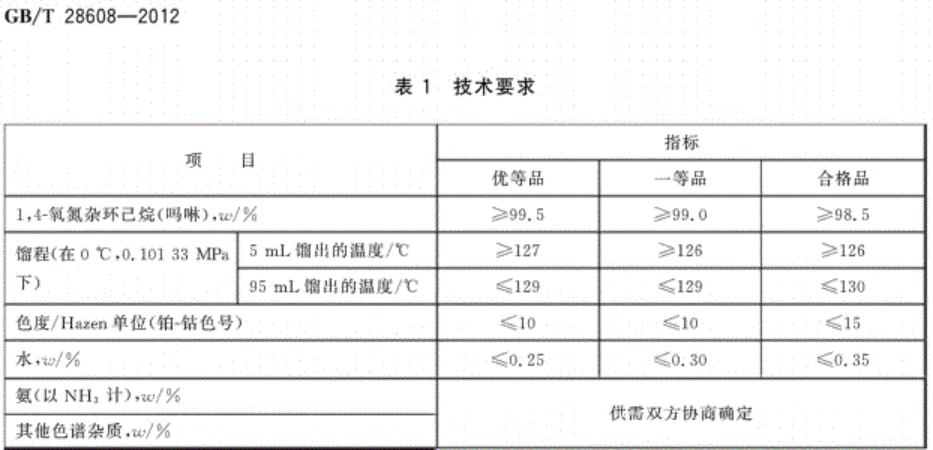 GB/T 28608—2012
表 1 技术要求
项 目 指标
优等品 一等品 合格品
1,4-氧氮杂环己烷(吗啉),w/% ≥99.5 ≥99.0 ≥98.5
馏程(在 0 ℃,0.101 33 MPa 5 mL 馏出的温度/℃ ≥127 ≥126 ≥126
下) 95 mL 馏出的温度/℃ ≤129 ≤129 ≤130
色度/Hazen 单位(铂-钴色号) ≤10 ≤10 ≤15
水,w/% ≤0.25 ≤0.30 ≤0.35
氨(以 NH₃ 计),w/% 供需双方协商确定
其他色谱杂质,w/%